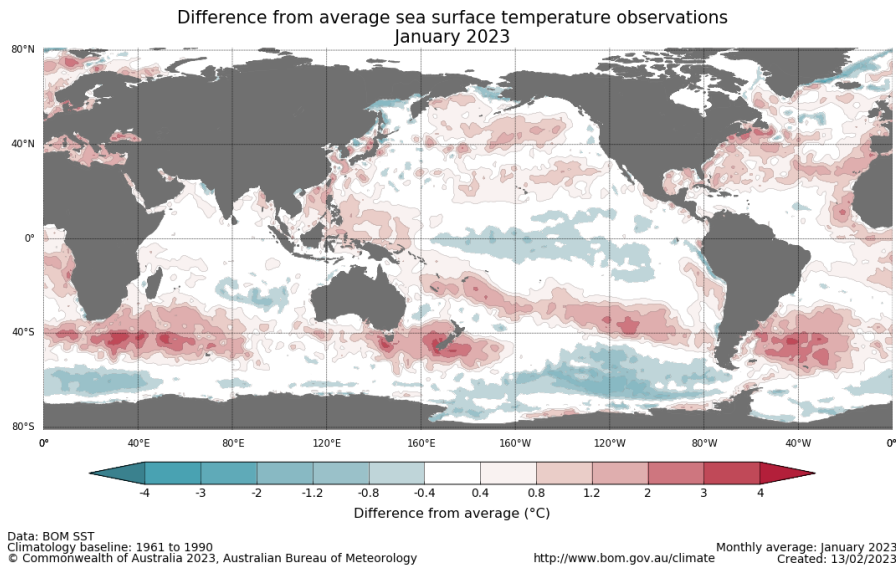 Difference from average sea surface temperature observations
January 2023
80°N
40°N
0°
40°S
80°S
0° 40°E 80°E 120°E 160°E 160°W 120°W 80°W 40°W 0°
-4 -3 -2 -1.2 -0.8 -0.4 0.4 0.8 1.2 2 3 4
Difference from average (°C)
Data: BOM SST
Climatology baseline: 1961 to 1990 Monthly average: January 2023
© Commonwealth of Australia 2023, Australian Bureau of Meteorology http://www.bom.gov.au/climate Created: 13/02/2023